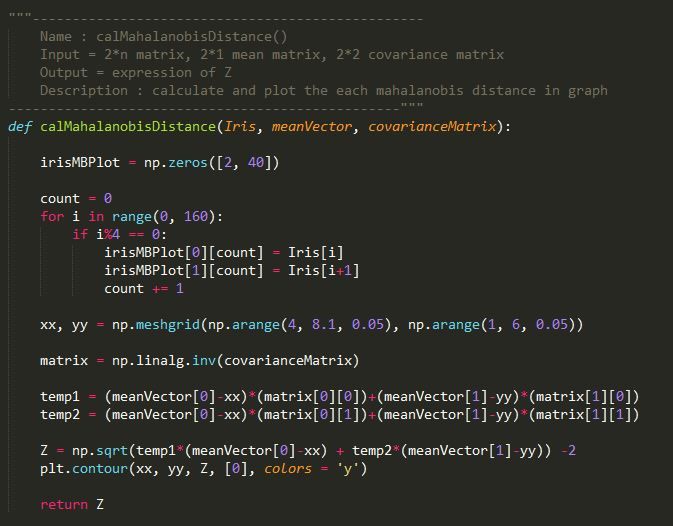 """-------------------------------------------------
    Name : calMahalanobisDistance()
    Input = 2*n matrix, 2*1 mean matrix, 2*2 covariance matrix
    Output = expression of Z
    Description : calculate and plot the each mahalanobis distance in graph
-------------------------------------------------"""
def calMahalanobisDistance(Iris, meanVector, covarianceMatrix):
    irisMBPlot = np.zeros([2, 40])
    count = 0
    for i in range(0, 160):
        if i%4 == 0:
            irisMBPlot[0][count] = Iris[i]
            irisMBPlot[1][count] = Iris[i+1]
            count += 1
    xx, yy = np.meshgrid(np.arange(4, 8.1, 0.05), np.arange(1, 6, 0.05))
    matrix = np.linalg.inv(covarianceMatrix)
    temp1 = (meanVector[0]-xx)*(matrix[0][0])+(meanVector[1]-yy)*(matrix[1][0])
    temp2 = (meanVector[0]-xx)*(matrix[0][1])+(meanVector[1]-yy)*(matrix[1][1])
    Z = np.sqrt(temp1*(meanVector[0]-xx) + temp2*(meanVector[1]-yy)) -2
    plt.contour(xx, yy, Z, [0], colors = 'y')
    return Z